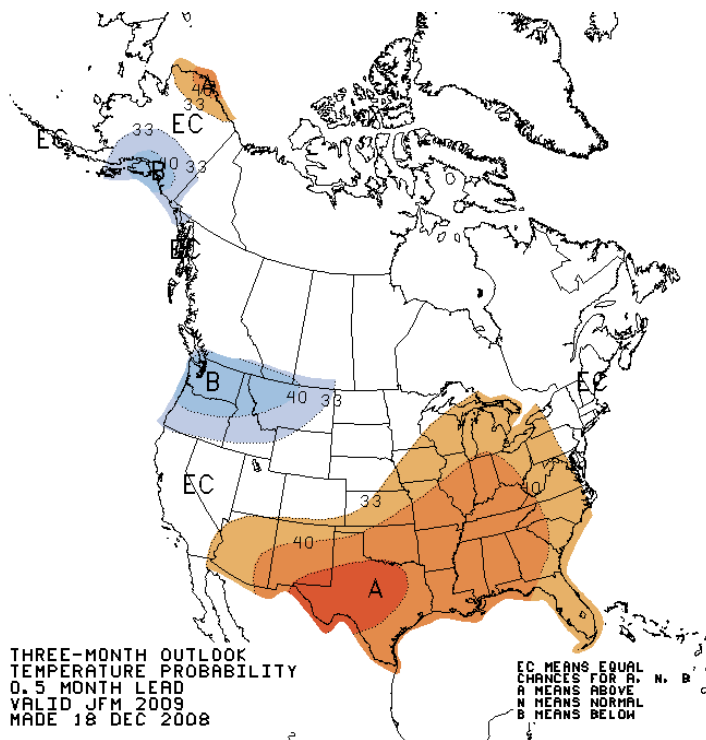 A
40
33
EC
EC
33
40
33
B
EC
B
40
33
EC
EC
33
40
40
A
THREE-MONTH OUTLOOK
TEMPERATURE PROBABILITY
0.5 MONTH LEAD
VALID JFM 2009
MADE 18 DEC 2008
EC MEANS EQUAL
CHANCES FOR A, N, B
A MEANS ABOVE
N MEANS NORMAL
B MEANS BELOW